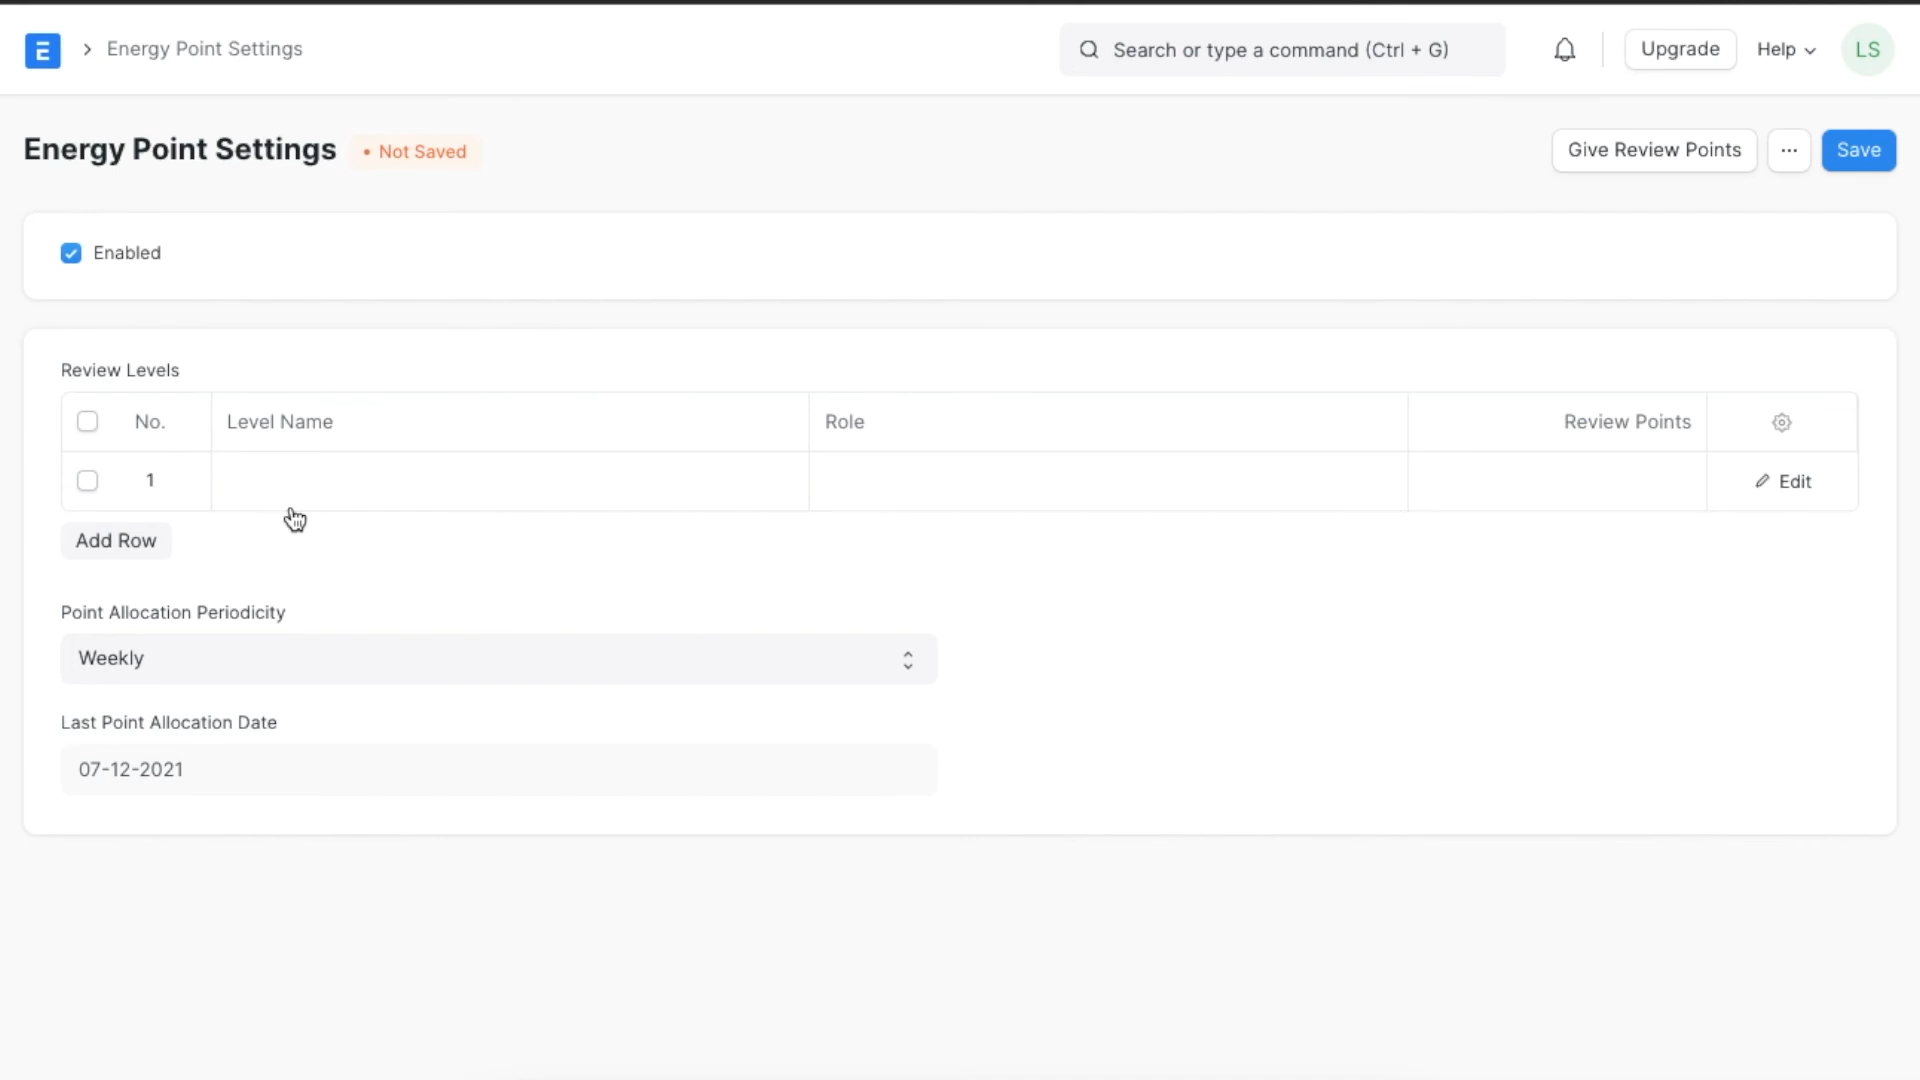 E
Energy Point Settings
Search or type a command (Ctrl + G)
Upgrade
Help
LS
Energy Point Settings
• Not Saved
Give Review Points
···
Save
Enabled
Review Levels
No.
Level Name
Role
Review Points
1
Edit
Add Row
Point Allocation Periodicity
Weekly
Last Point Allocation Date
07-12-2021